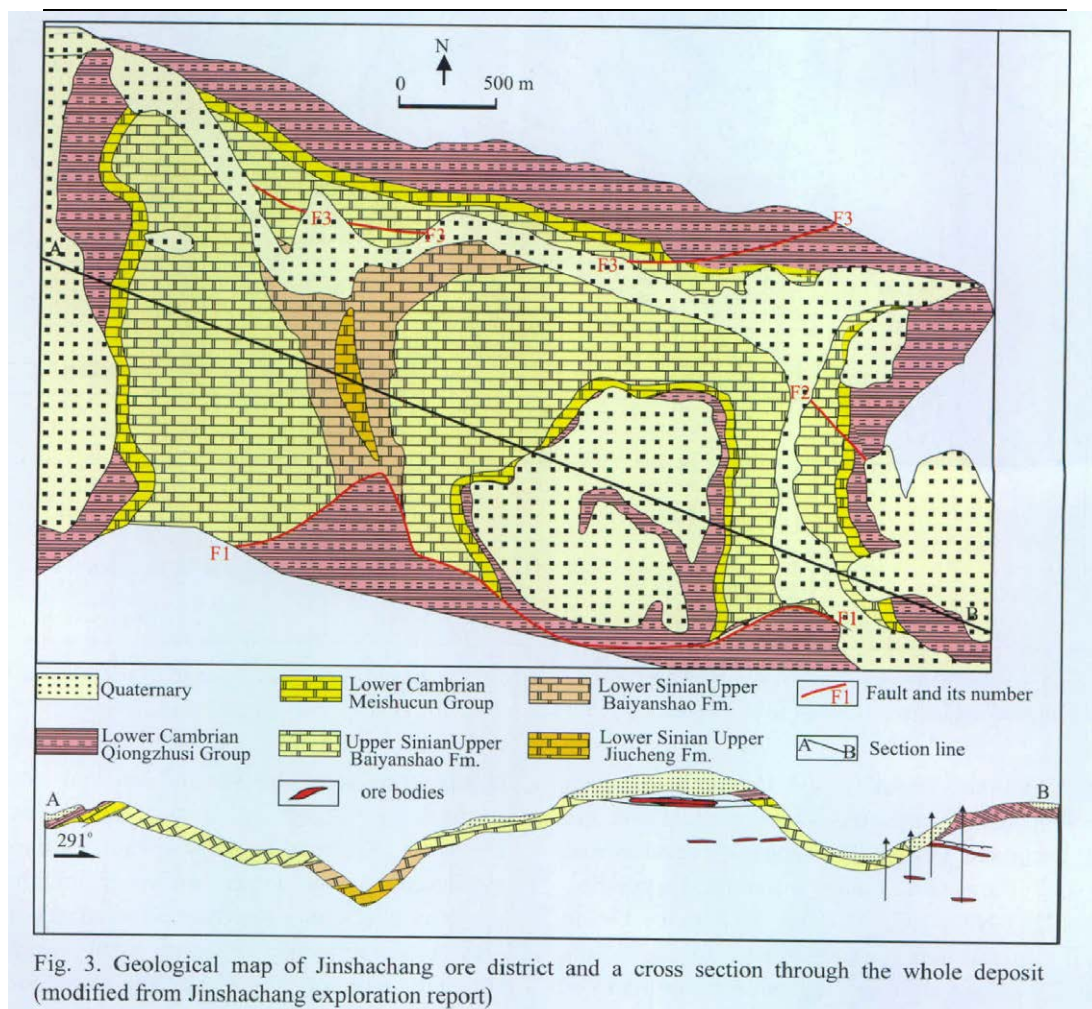 N
0 500 m
F3
F3
F3
F3
A
F2
F1
F1
B
Quaternary
Lower Cambrian
Meishucun Group
Lower SinianUpper
Baiyanshao Fm.
F1 Fault and its number
Lower Cambrian
Qiongzhusi Group
Upper SinianUpper
Baiyanshao Fm.
Lower Sinian Upper
Jiucheng Fm.
A B Section line
ore bodies
A
B
291°
Fig. 3. Geological map of Jinshachang ore district and a cross section through the whole deposit
(modified from Jinshachang exploration report)